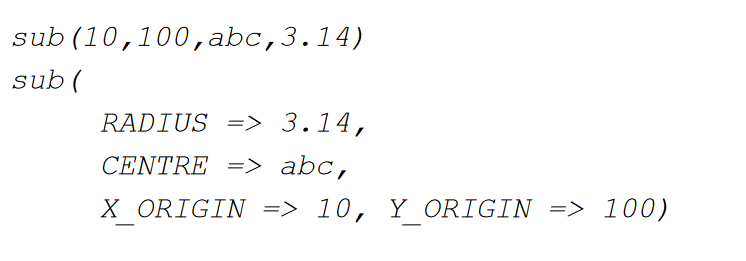 sub(10,100,abc,3.14)
sub(
RADIUS => 3.14,
CENTRE => abc,
X_ORIGIN => 10, Y_ORIGIN => 100)